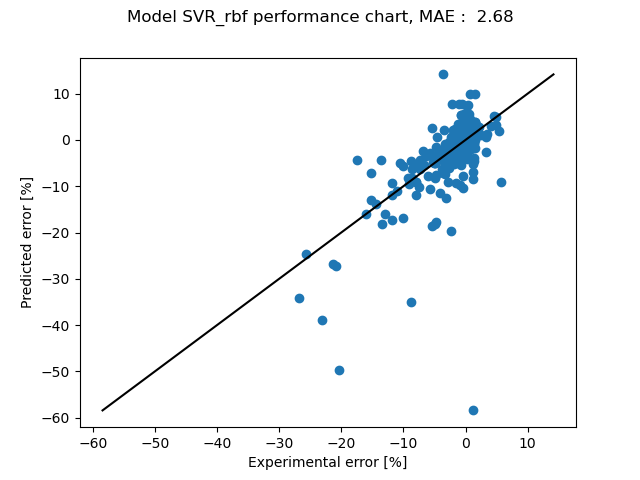 Model SVR_rbf performance chart, MAE :  2.68
Predicted error [%]
10
0
−10
−20
−30
−40
−50
−60
−60 −50 −40 −30 −20 −10 0 10
Experimental error [%]